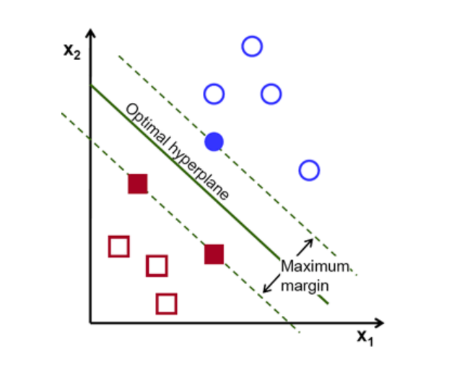 x2
Optimal hyperplane
Maximum
margin
x1